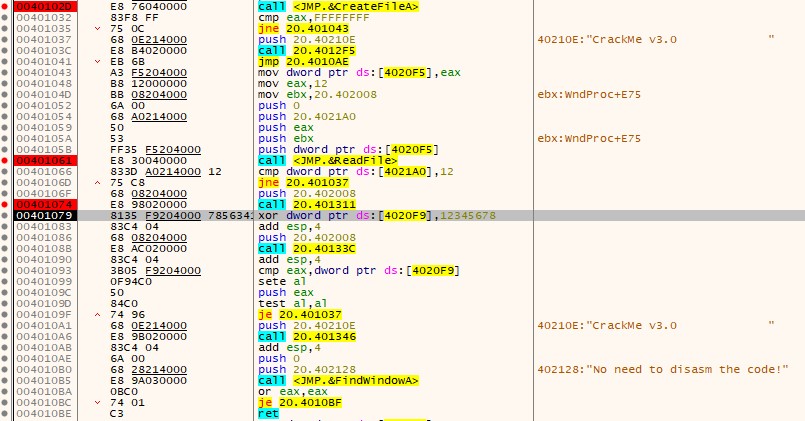 0040102D E8 76040000 call <JMP.&CreateFileA>
00401032 83F8 FF cmp eax,FFFFFFFF
00401035 75 0C jne 20.401043
00401037 68 0E214000 push 20.40210E 40210E:"CrackMe v3.0 "
0040103C E8 B4020000 call 20.4012F5
00401041 EB 6B jmp 20.4010AE
00401043 A3 F5204000 mov dword ptr ds:[4020F5],eax
00401048 B8 12000000 mov eax,12
0040104D BB 08204000 mov ebx,20.402008 ebx:WndProc+E75
00401052 6A 00 push 0
00401054 68 A0214000 push 20.4021A0
00401059 50 push eax
0040105A 53 push ebx ebx:WndProc+E75
0040105B FF35 F5204000 push dword ptr ds:[4020F5]
00401061 E8 30040000 call <JMP.&ReadFile>
00401066 833D A0214000 12 cmp dword ptr ds:[4021A0],12
0040106D 75 C8 jne 20.401037
0040106F 68 08204000 push 20.402008
00401074 E8 98020000 call 20.401311
00401079 8135 F9204000 7856341 xor dword ptr ds:[4020F9],12345678
00401083 83C4 04 add esp,4
00401086 68 08204000 push 20.402008
0040108B E8 AC020000 call 20.40133C
00401090 83C4 04 add esp,4
00401093 3B05 F9204000 cmp eax,dword ptr ds:[4020F9]
00401099 0F94C0 sete al
0040109C 50 push eax
0040109D 84C0 test al,al
0040109F 74 96 je 20.401037
004010A1 68 0E214000 push 20.40210E 40210E:"CrackMe v3.0 "
004010A6 E8 9B020000 call 20.401346
004010AB 83C4 04 add esp,4
004010AE 6A 00 push 0
004010B0 68 28214000 push 20.402128 402128:"No need to disasm the code!"
004010B5 E8 9A030000 call <JMP.&FindWindowA>
004010BA 0BC0 or eax,eax
004010BC 74 01 je 20.4010BF
004010BE C3 ret